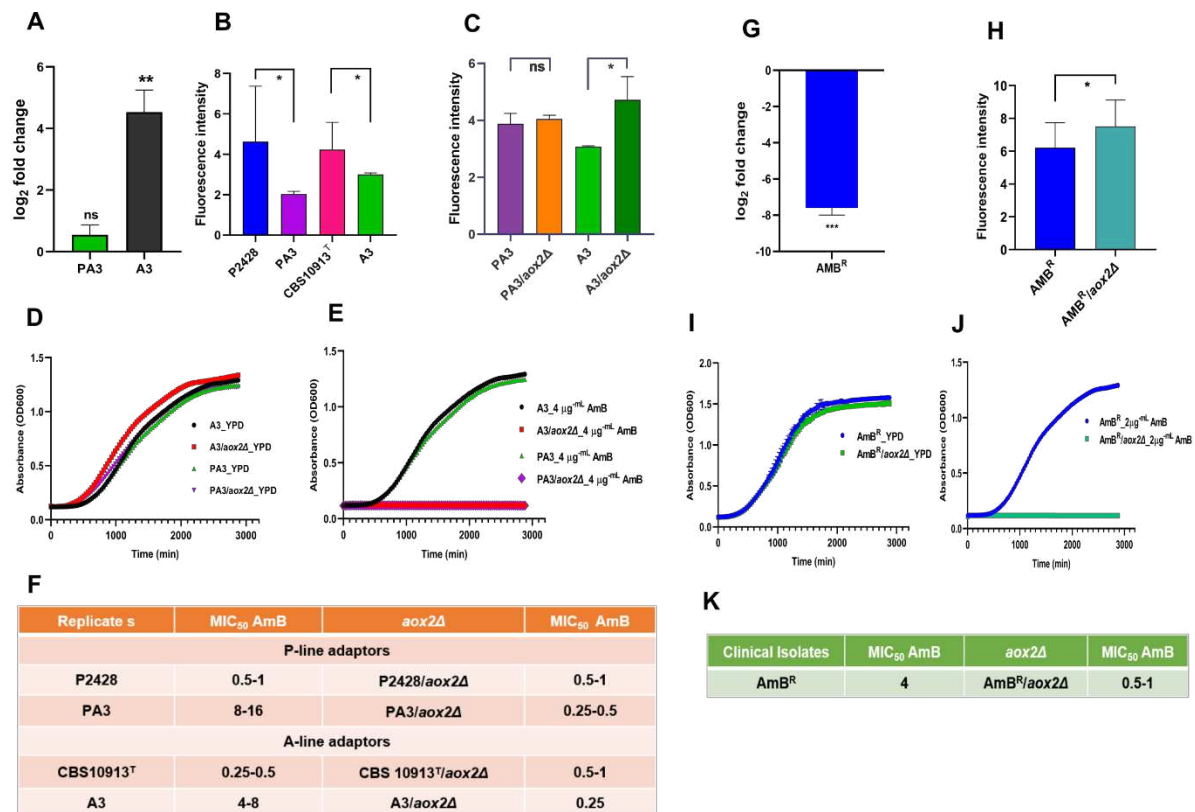 A
log2 fold change
6
4
2
0
ns
**
PA3
A3
B
Fluorescence intensity
8
6
4
2
0
*
*
P2428
PA3
CBS10913ᵀ
A3
C
Fluorescence intensity
6
5
4
3
2
1
0
ns
*
PA3
PA3/aox2Δ
A3
A3/aox2Δ
G
log2 fold change
0
-2
-4
-6
-8
-10
***
AMBᴿ
H
Fluorescence intensity
10
8
6
4
2
0
*
AMBᴿ
AMBᴿ/aox2Δ
D
Absorbance (OD600)
1.5
1.0
0.5
0.0
0
1000
2000
3000
Time (min)
A3_YPD
A3/aox2Δ_YPD
PA3_YPD
PA3/aox2Δ_YPD
E
Absorbance (OD600)
1.5
1.0
0.5
0.0
0
1000
2000
3000
Time (min)
A3_4 μg⁻ᵐᴸ AmB
A3/aox2Δ_4 μg⁻ᵐᴸ AmB
PA3_4 μg⁻ᵐᴸ AmB
PA3/aox2Δ_4 μg⁻ᵐᴸ AmB
I
Absorbance (OD600)
2.0
1.5
1.0
0.5
0.0
0
1000
2000
3000
Time (min)
AmBᴿ_YPD
AmBᴿ/aox2Δ_YPD
J
Absorbance (OD600)
1.5
1.0
0.5
0.0
0
1000
2000
3000
Time (min)
AmBᴿ_2μg⁻ᵐᴸ AmB
AmBᴿ/aox2Δ_2μg⁻ᵐᴸ AmB
F
Replicate s MIC50 AmB aox2Δ MIC50 AmB
P-line adaptors
P2428 0.5-1 P2428/aox2Δ 0.5-1
PA3 8-16 PA3/aox2Δ 0.25-0.5
A-line adaptors
CBS10913ᵀ 0.25-0.5 CBS 10913ᵀ/aox2Δ 0.5-1
A3 4-8 A3/aox2Δ 0.25
K
Clinical Isolates MIC50 AmB aox2Δ MIC50 AmB
AmBᴿ 4 AmBᴿ/aox2Δ 0.5-1